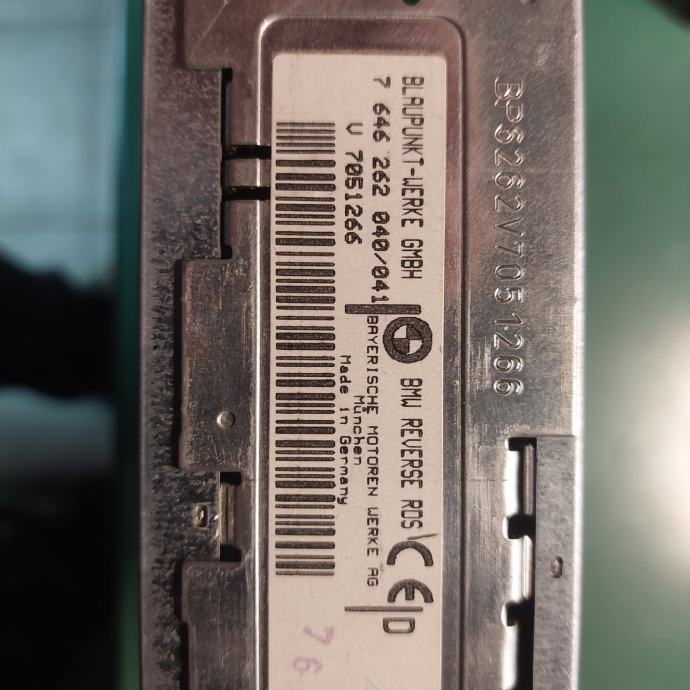 BP6262V7051266
BLAUPUNKT-WERKE GMBH
7 646 262 040/041
V 7051266
BMW REVERSE RDS
BAYERISCHE MOTOREN WERKE AG
München
Made in Germany
CE
D
76